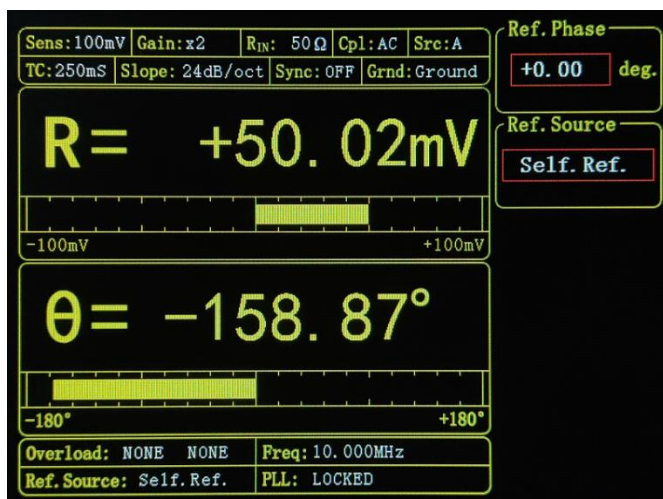 Sens:100mV Gain:x2 RIN: 50Ω Cpl:AC Src:A
TC:250mS Slope: 24dB/oct Sync:OFF Grnd:Ground
R= +50.02mV
-100mV +100mV
θ= -158.87°
-180° +180°
Overload: NONE NONE Freq:10.000MHz
Ref.Source: Self.Ref. PLL: LOCKED
Ref.Phase
+0.00 deg.
Ref.Source
Self.Ref.